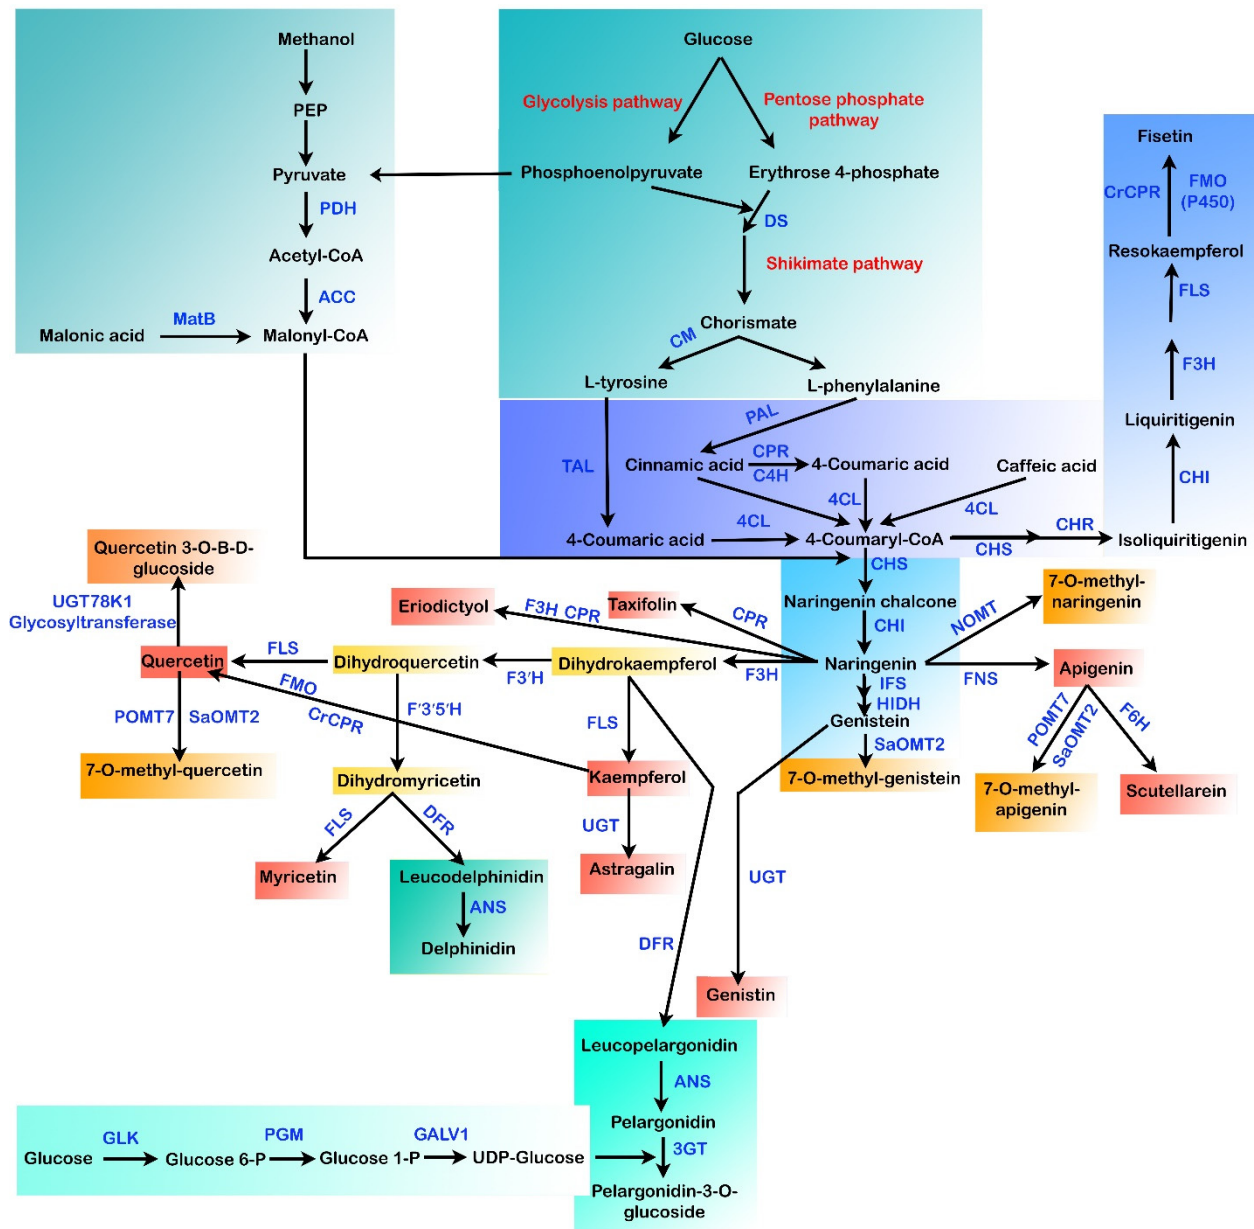 Methanol
PEP
Pyruvate
PDH
Acetyl-CoA
ACC
Malonic acid
MatB
Malonyl-CoA
Glucose
Glycolysis pathway
Pentose phosphate
pathway
Phosphoenolpyruvate
Erythrose 4-phosphate
DS
Shikimate pathway
Chorismate
CM
L-tyrosine
L-phenylalanine
PAL
TAL
Cinnamic acid
CPR
C4H
4-Coumaric acid
Caffeic acid
4CL
4CL
4-Coumaric acid
4CL
4-Coumaryl-CoA
CHS
CHR
Isoliquiritigenin
Fisetin
CrCPR
FMO
(P450)
Resokaempferol
FLS
F3H
Liquiritigenin
CHI
CHS
Naringenin chalcone
CHI
Naringenin
IFS
HIDH
Genistein
SaOMT2
7-O-methyl-genistein
Quercetin 3-O-B-D-
glucoside
UGT78K1
Glycosyltransferase
Eriodictyol
F3H CPR
Taxifolin
CPR
NOMT
7-O-methyl-
naringenin
Quercetin
FLS
Dihydroquercetin
F3'H
Dihydrokaempferol
F3H
FNS
Apigenin
FMO
CrCPR
POMT7
SaOMT2
7-O-methyl-quercetin
F'3'5'H
Dihydromyricetin
FLS
Kaempferol
POMT7
SaOMT2
F6H
7-O-methyl-
apigenin
Scutellarein
FLS
DFR
Myricetin
Leucodelphinidin
ANS
Delphinidin
UGT
Astragalin
DFR
UGT
Genistin
Leucopelargonidin
ANS
Pelargonidin
3GT
Pelargonidin-3-O-
glucoside
Glucose
GLK
Glucose 6-P
PGM
Glucose 1-P
GALV1
UDP-Glucose